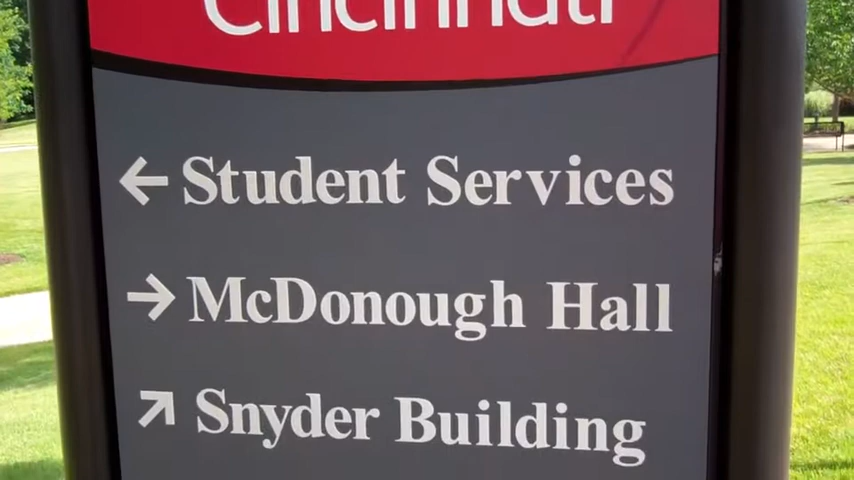 Cincinnati
← Student Services
→ McDonough Hall
↗ Snyder Building